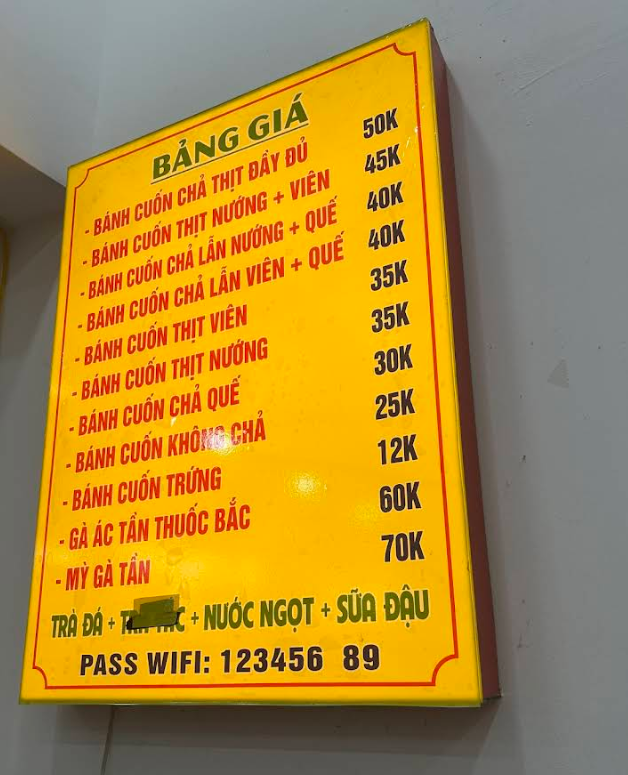 BẢNG GIÁ
- BÁNH CUỐN CHẢ THỊT ĐẦY ĐỦ 50K
- BÁNH CUỐN THỊT NƯỚNG + VIÊN 45K
- BÁNH CUỐN CHẢ LẪN NƯỚNG + QUẾ 40K
- BÁNH CUỐN CHẢ LẪN VIÊN + QUẾ 40K
- BÁNH CUỐN THỊT VIÊN 35K
- BÁNH CUỐN THỊT NƯỚNG 35K
- BÁNH CUỐN CHẢ QUẾ 30K
- BÁNH CUỐN KHÔNG CHẢ 25K
- BÁNH CUỐN TRỨNG 12K
- GÀ ÁC TẦN THUỐC BẮC 60K
- MỲ GÀ TẦN 70K
TRÀ ĐÁ + + NƯỚC NGỌT + SỮA ĐẬU
PASS WIFI: 123456 89